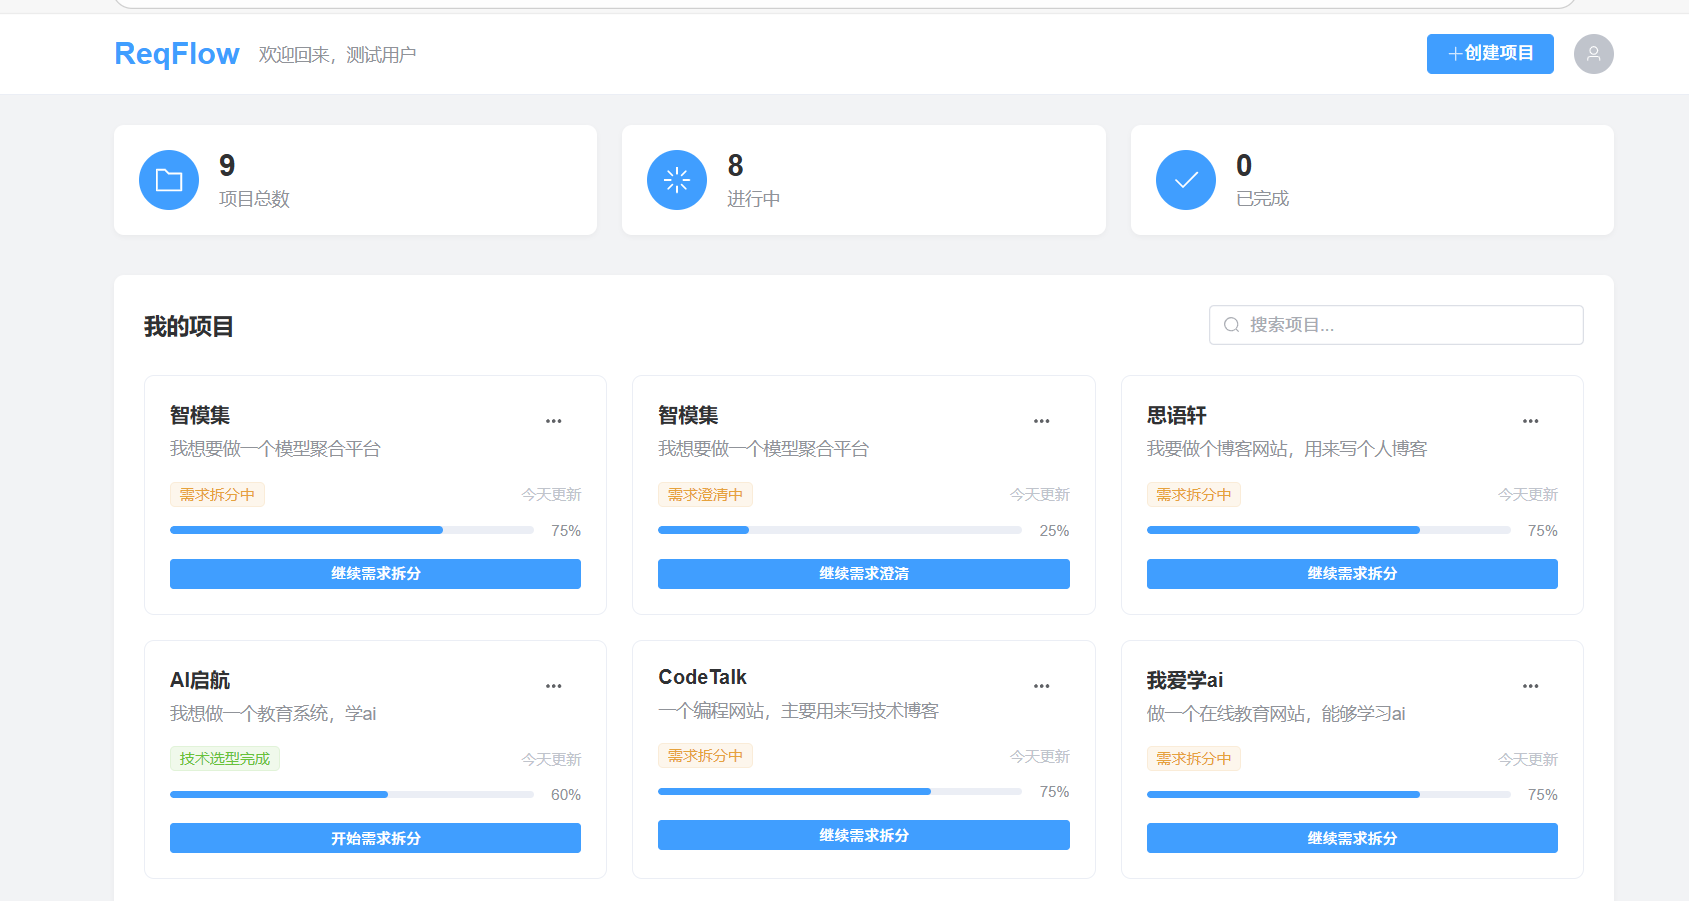 ReqFlow 欢迎回来，测试用户
+创建项目
9
项目总数
8
进行中
0
已完成
我的项目
搜索项目...
智模集
我想要做一个模型聚合平台
需求拆分中 今天更新
75%
继续需求拆分
智模集
我想要做一个模型聚合平台
需求澄清中 今天更新
25%
继续需求澄清
思语轩
我要做个博客网站，用来写个人博客
需求拆分中 今天更新
75%
继续需求拆分
AI启航
我想做一个教育系统，学ai
技术选型完成 今天更新
60%
开始需求拆分
CodeTalk
一个编程网站，主要用来写技术博客
需求拆分中 今天更新
75%
继续需求拆分
我爱学ai
做一个在线教育网站，能够学习ai
需求拆分中 今天更新
75%
继续需求拆分